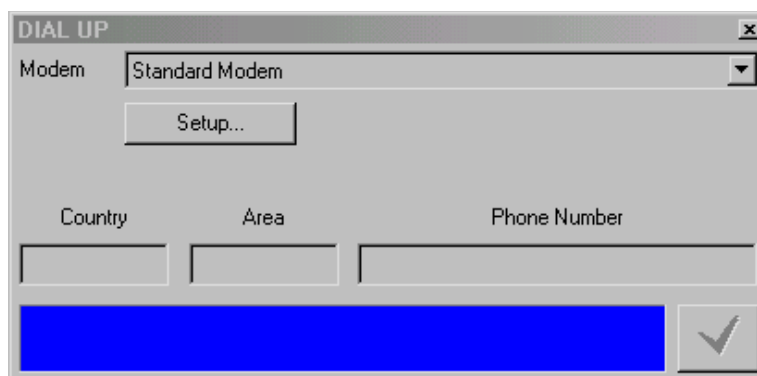 DIAL UP
Modem Standard Modem
Setup...
Country Area Phone Number